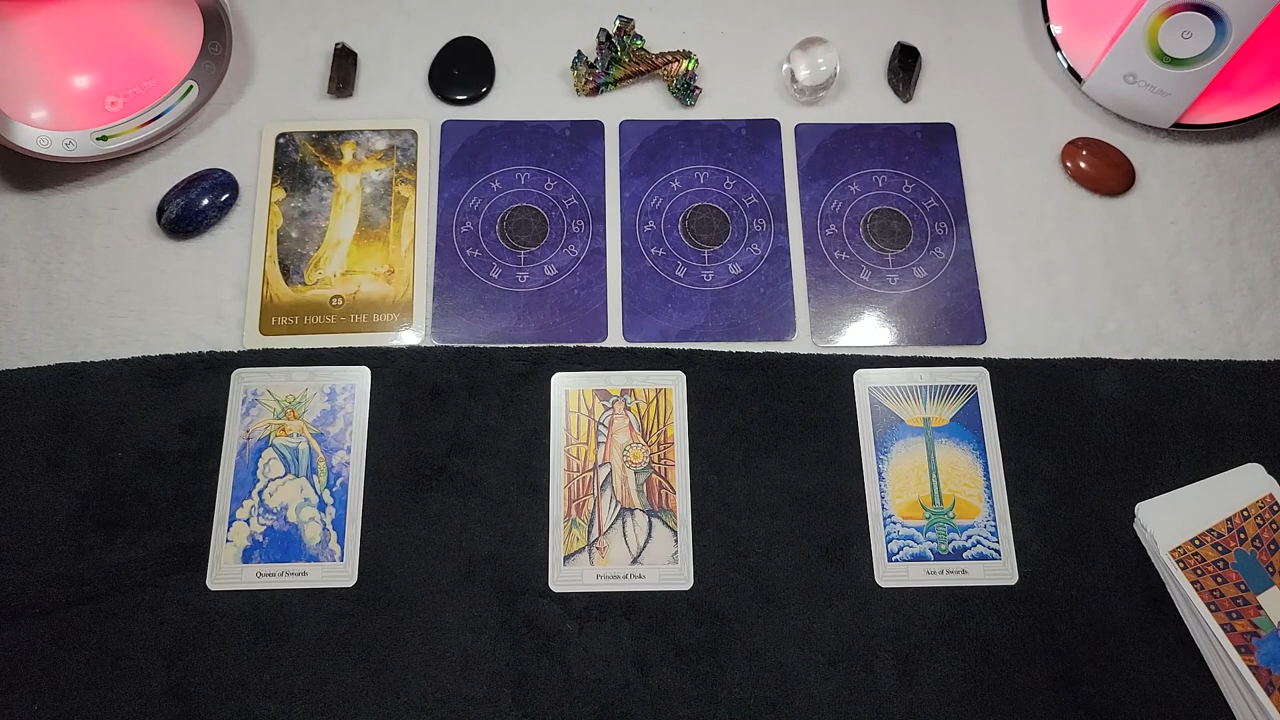 25
FIRST HOUSE ~ THE BODY
Queen of Swords
Princess of Disks
I
Ace of Swords